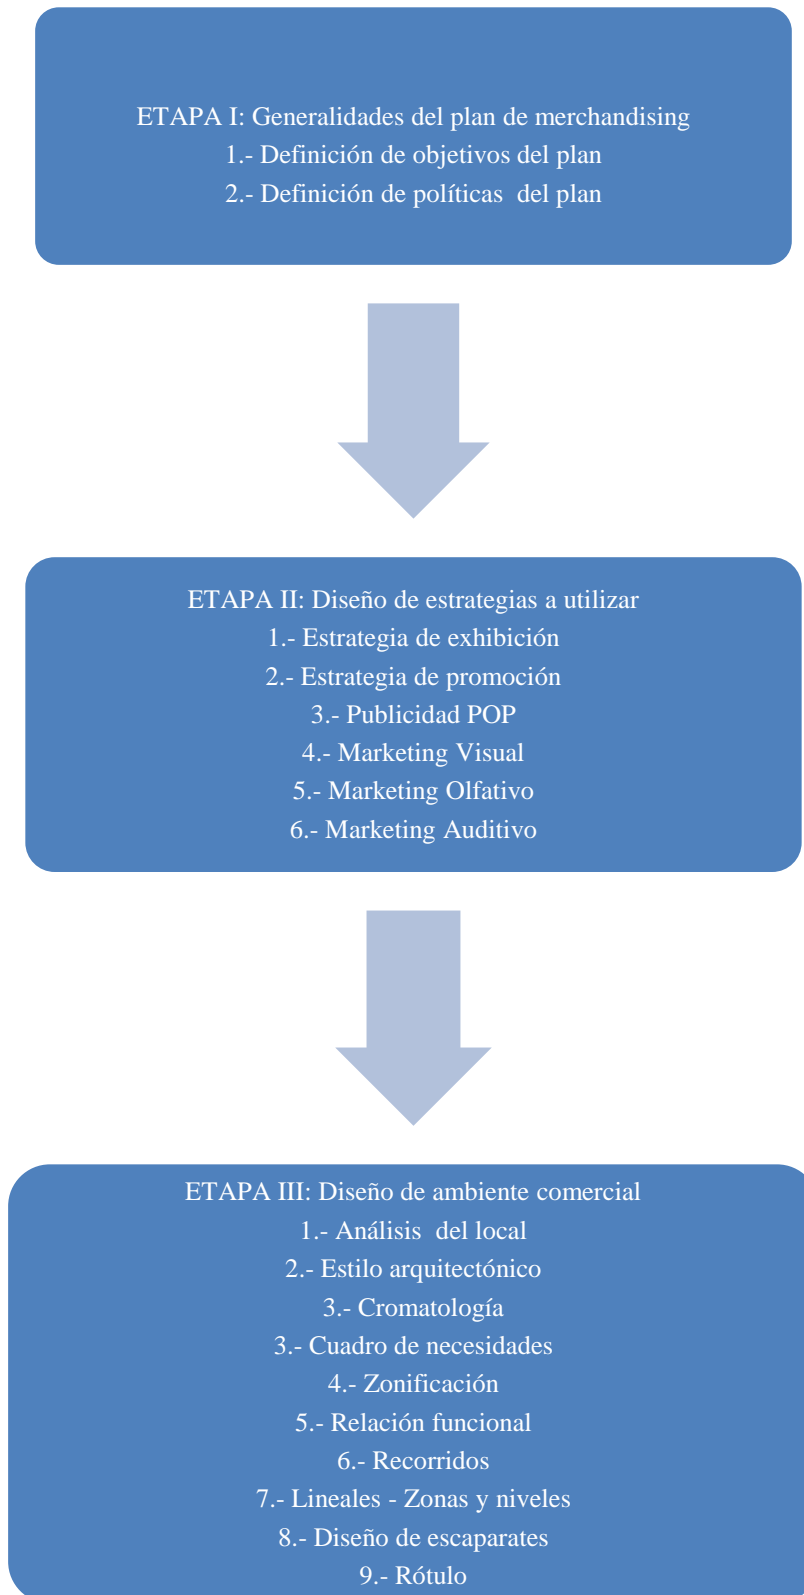 ETAPA I: Generalidades del plan de merchandising
1.- Definición de objetivos del plan
2.- Definición de políticas  del plan
ETAPA II: Diseño de estrategias a utilizar
1.- Estrategia de exhibición
2.- Estrategia de promoción
3.- Publicidad POP
4.- Marketing Visual
5.- Marketing Olfativo
6.- Marketing Auditivo
ETAPA III: Diseño de ambiente comercial
1.- Análisis  del local
2.- Estilo arquitectónico
3.- Cromatología
3.- Cuadro de necesidades
4.- Zonificación
5.- Relación funcional
6.- Recorridos
7.- Lineales - Zonas y niveles
8.- Diseño de escaparates
9.- Rótulo